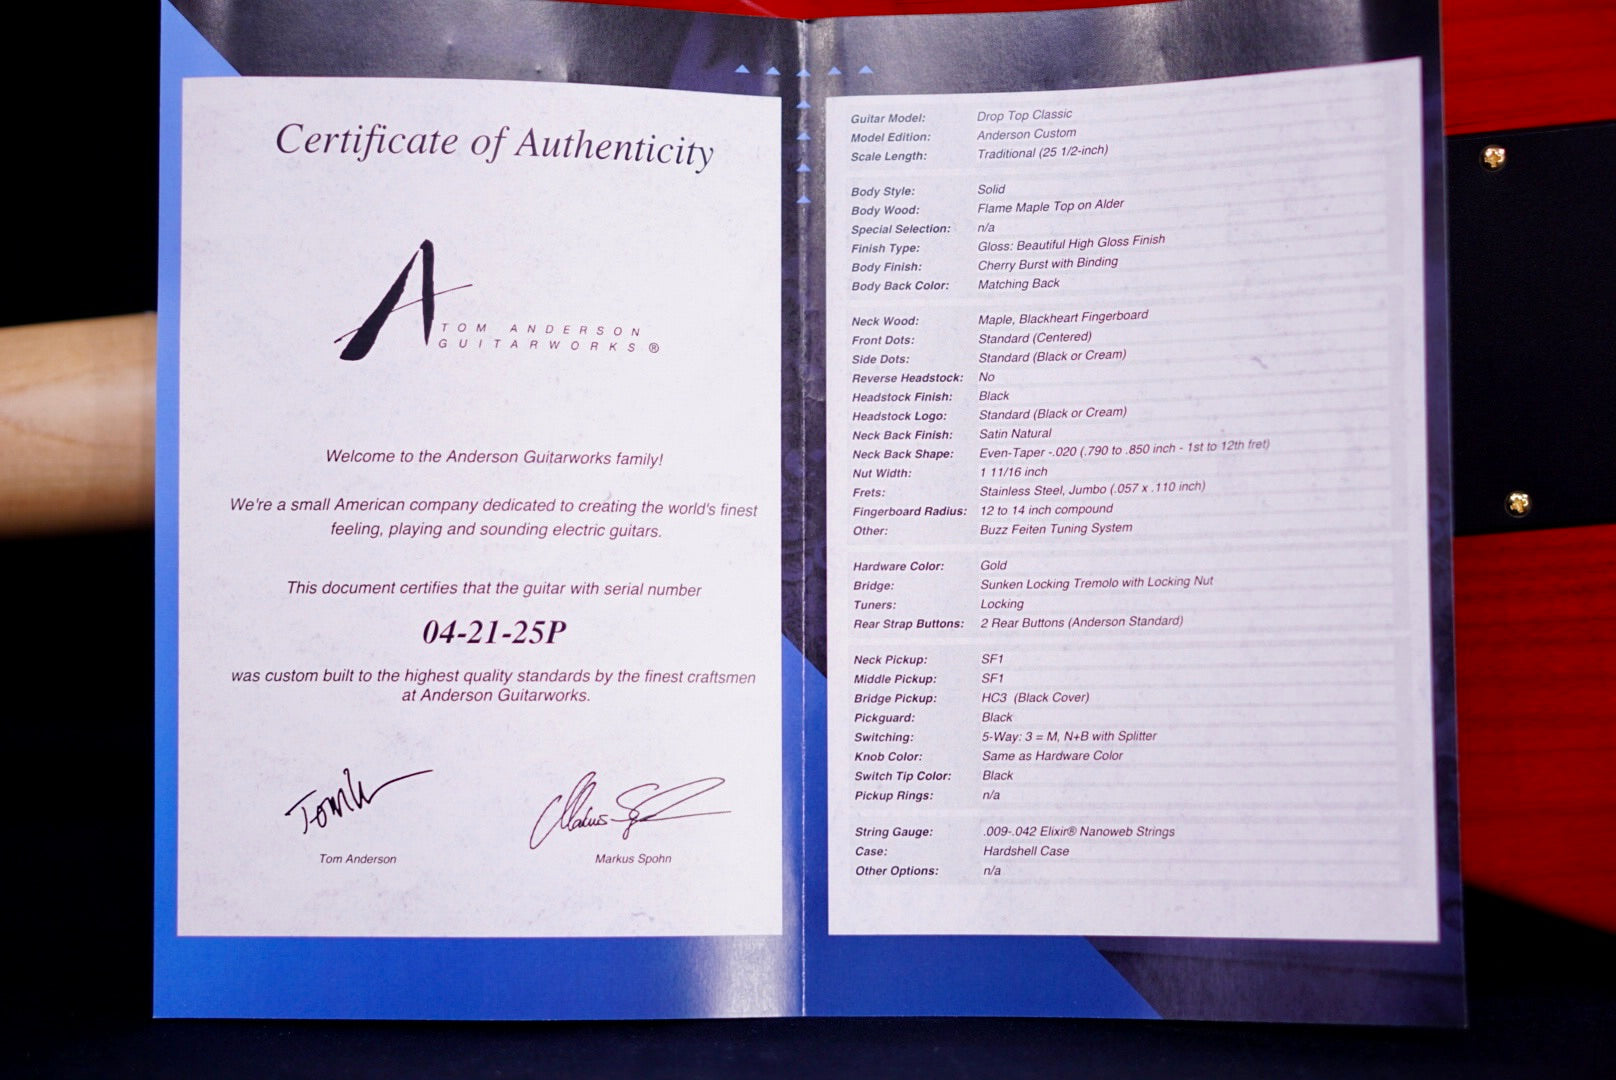 Certificate of Authenticity
TOM ANDERSON
GUITARWORKS ®
Welcome to the Anderson Guitarworks family!
We're a small American company dedicated to creating the world's finest
feeling, playing and sounding electric guitars.
This document certifies that the guitar with serial number
04-21-25P
was custom built to the highest quality standards by the finest craftsmen
at Anderson Guitarworks.
Tom Anderson
Markus Spohn
Guitar Model: Drop Top Classic
Model Edition: Anderson Custom
Scale Length: Traditional (25 1/2-inch)
Body Style: Solid
Body Wood: Flame Maple Top on Alder
Special Selection: n/a
Finish Type: Gloss: Beautiful High Gloss Finish
Body Finish: Cherry Burst with Binding
Body Back Color: Matching Back
Neck Wood: Maple, Blackheart Fingerboard
Front Dots: Standard (Centered)
Side Dots: Standard (Black or Cream)
Reverse Headstock: No
Headstock Finish: Black
Headstock Logo: Standard (Black or Cream)
Neck Back Finish: Satin Natural
Neck Back Shape: Even-Taper -.020 (.790 to .850 inch - 1st to 12th fret)
Nut Width: 1 11/16 inch
Frets: Stainless Steel, Jumbo (.057 x .110 inch)
Fingerboard Radius: 12 to 14 inch compound
Other: Buzz Feiten Tuning System
Hardware Color: Gold
Bridge: Sunken Locking Tremolo with Locking Nut
Tuners: Locking
Rear Strap Buttons: 2 Rear Buttons (Anderson Standard)
Neck Pickup: SF1
Middle Pickup: SF1
Bridge Pickup: HC3 (Black Cover)
Pickguard: Black
Switching: 5-Way: 3 = M, N+B with Splitter
Knob Color: Same as Hardware Color
Switch Tip Color: Black
Pickup Rings: n/a
String Gauge: .009-.042 Elixir® Nanoweb Strings
Case: Hardshell Case
Other Options: n/a